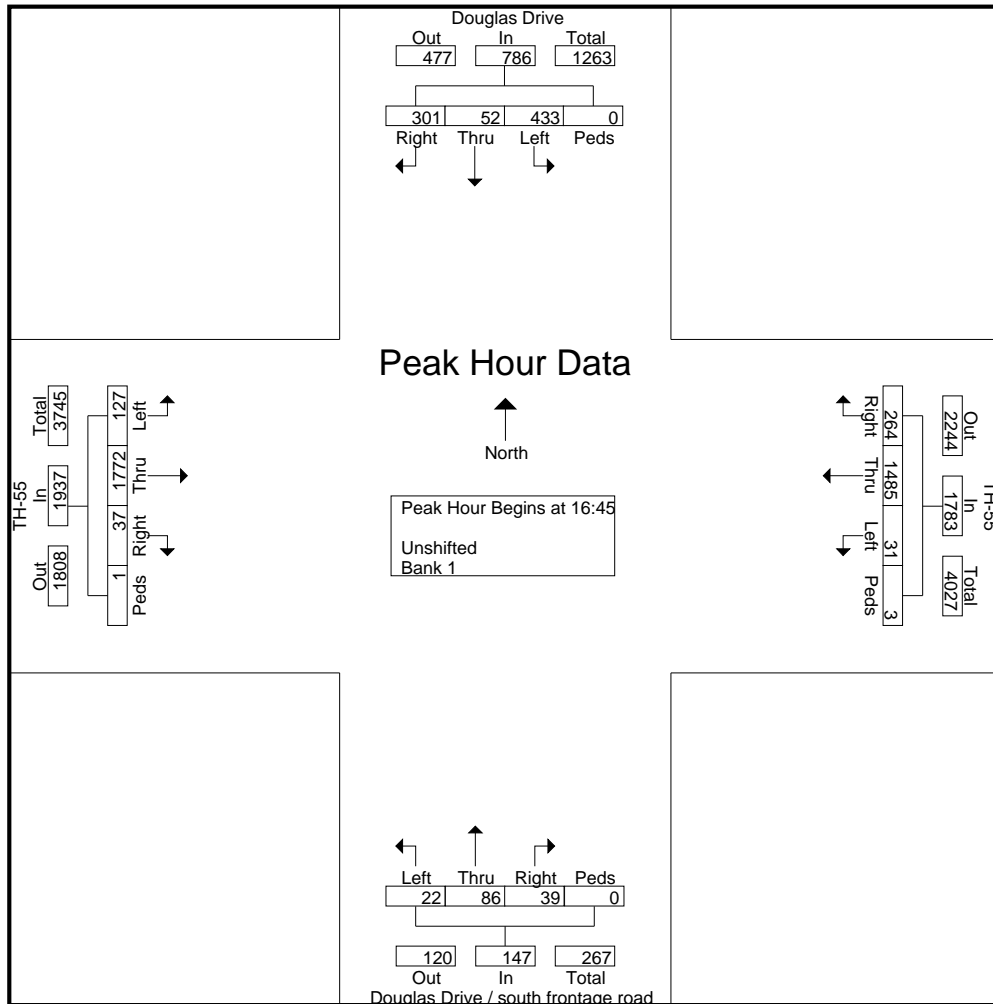 Douglas Drive
Out In Total
477 786 1263
301 52 433 0
Right Thru Left Peds
Peak Hour Data
North
Peak Hour Begins at 16:45
Unshifted
Bank 1
TH-55
Total In Out
3745 1937 1808
127 1772 37 1
Left Thru Right Peds
TH-55
Out In Total
2244 1783 4027
264 1485 31 3
Right Thru Left Peds
Left Thru Right Peds
22 86 39 0
120 147 267
Out In Total
Douglas Drive / south frontage road